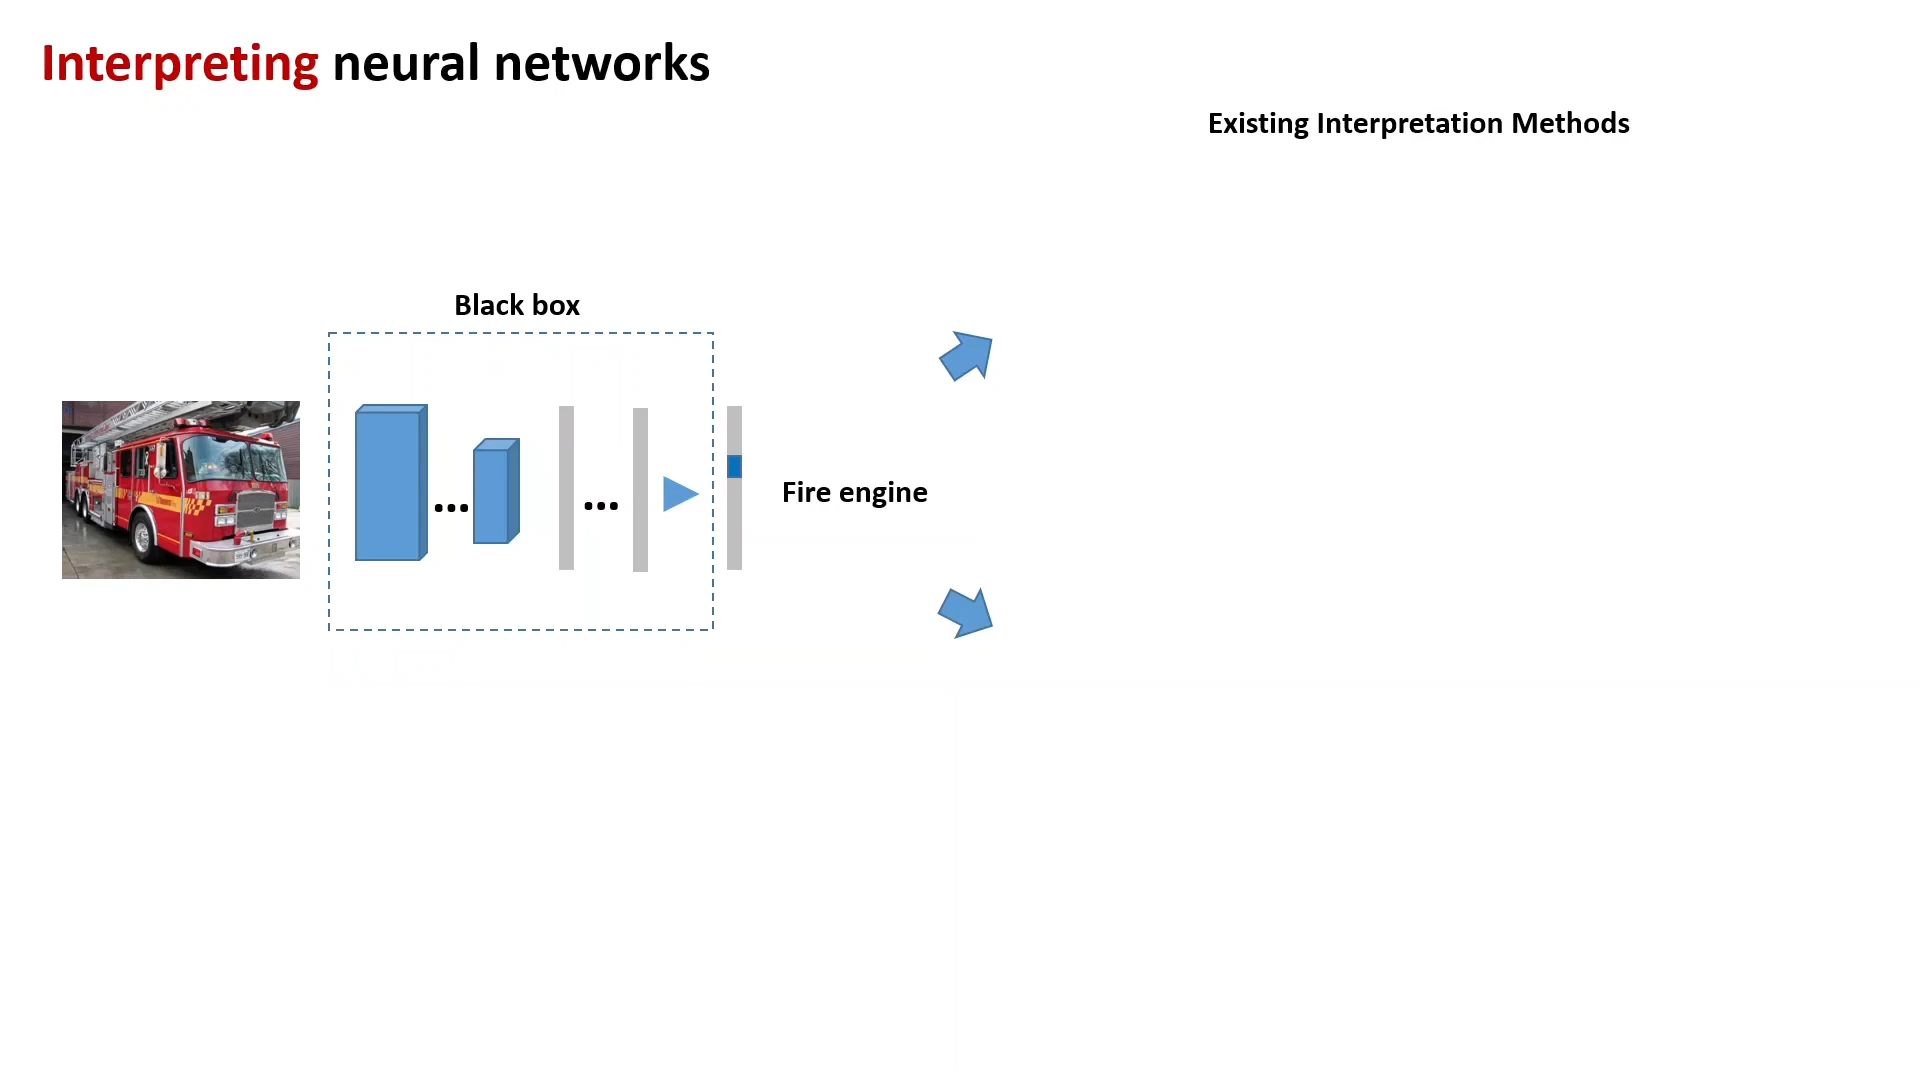 Interpreting neural networks
Existing Interpretation Methods
Black box
... ...
Fire engine